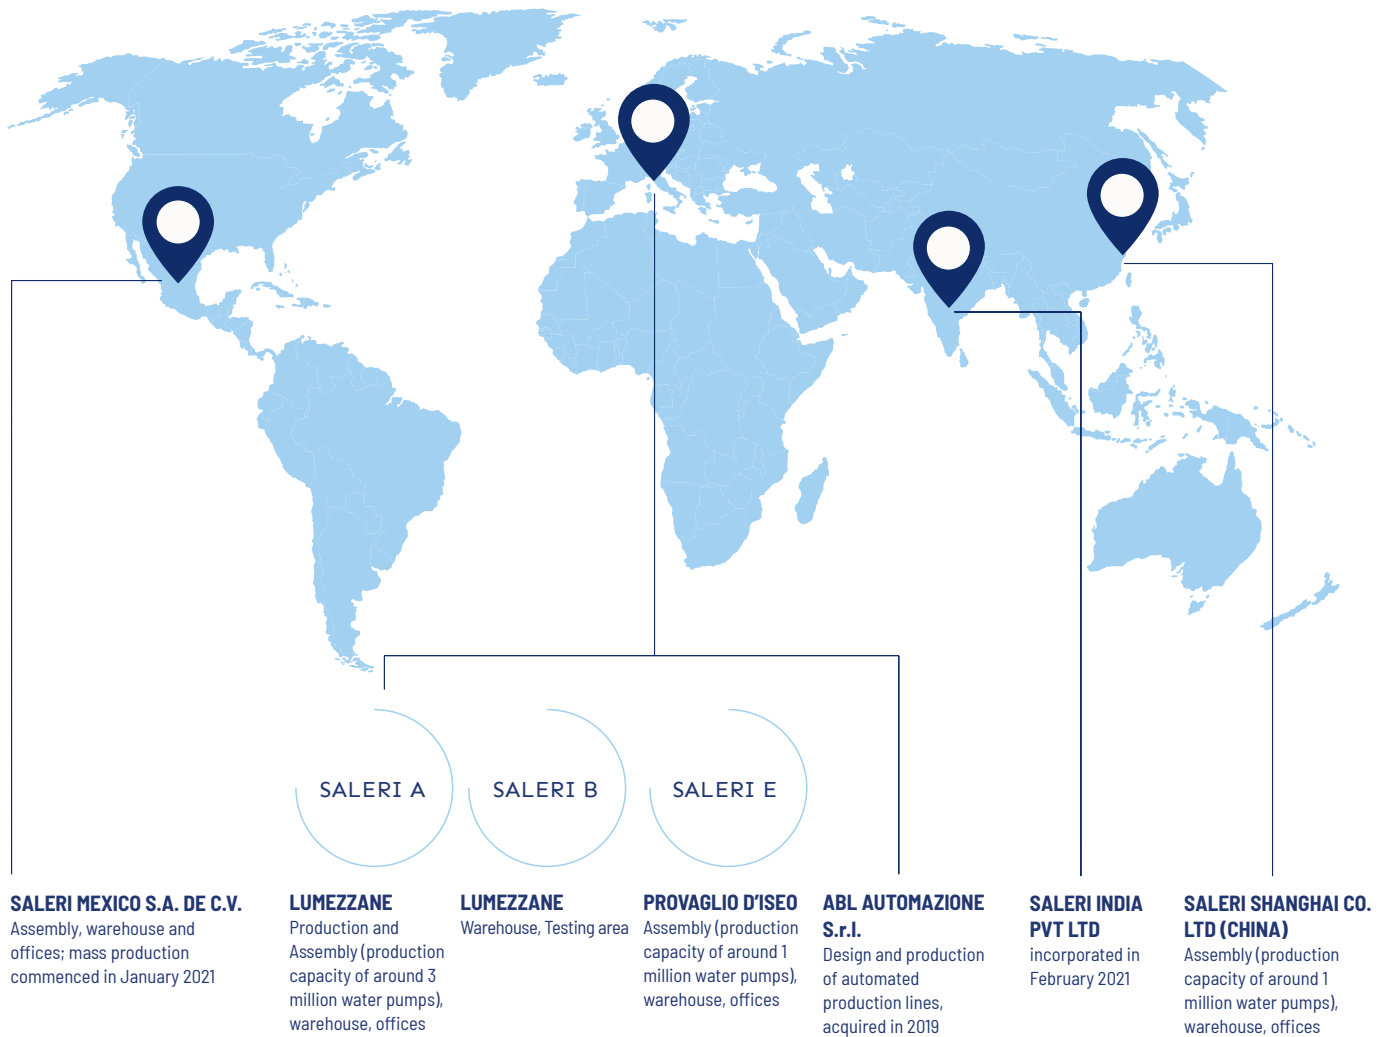 SALERI A
SALERI B
SALERI E
SALERI MEXICO S.A. DE C.V.
Assembly, warehouse and
offices; mass production
commenced in January 2021
LUMEZZANE
Production and
Assembly (production
capacity of around 3
million water pumps),
warehouse, offices
LUMEZZANE
Warehouse, Testing area
PROVAGLIO D’ISEO
Assembly (production
capacity of around 1
million water pumps),
warehouse, offices
ABL AUTOMAZIONE
S.r.l.
Design and production
of automated
production lines,
acquired in 2019
SALERI INDIA
PVT LTD
incorporated in
February 2021
SALERI SHANGHAI CO.
LTD (CHINA)
Assembly (production
capacity of around 1
million water pumps),
warehouse, offices